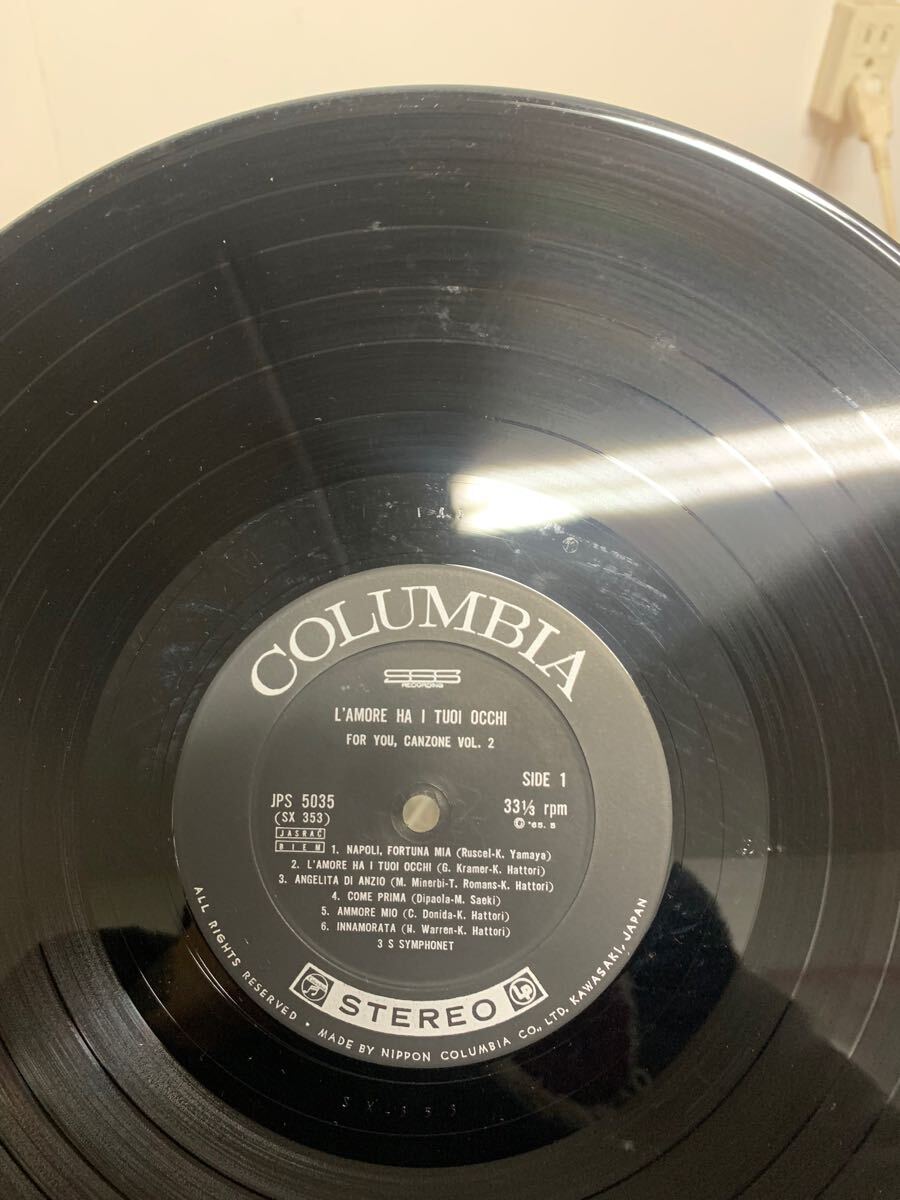 COLUMBIA
SSS
RECORDING
L'AMORE HA I TUOI OCCHI
FOR YOU, CANZONE VOL. 2
SIDE 1
JPS 5035
33⅓ rpm
(SX 353)
Ⓟ '65. 5
JASRAC
BIEM
1. NAPOLI, FORTUNA MIA (Ruscel-K. Yamaya)
2. L'AMORE HA I TUOI OCCHI (G. Kramer-K. Hattori)
3. ANGELITA DI ANZIO (M. Minerbi-T. Romans-K. Hattori)
4. COME PRIMA (Dipaola-M. Saeki)
5. AMMORE MIO (C. Donida-K. Hattori)
6. INNAMORATA (H. Warren-K. Hattori)
3 S SYMPHONET
STEREO
LP
ALL RIGHTS RESERVED • MADE BY NIPPON COLUMBIA CO., LTD. KAWASAKI, JAPAN